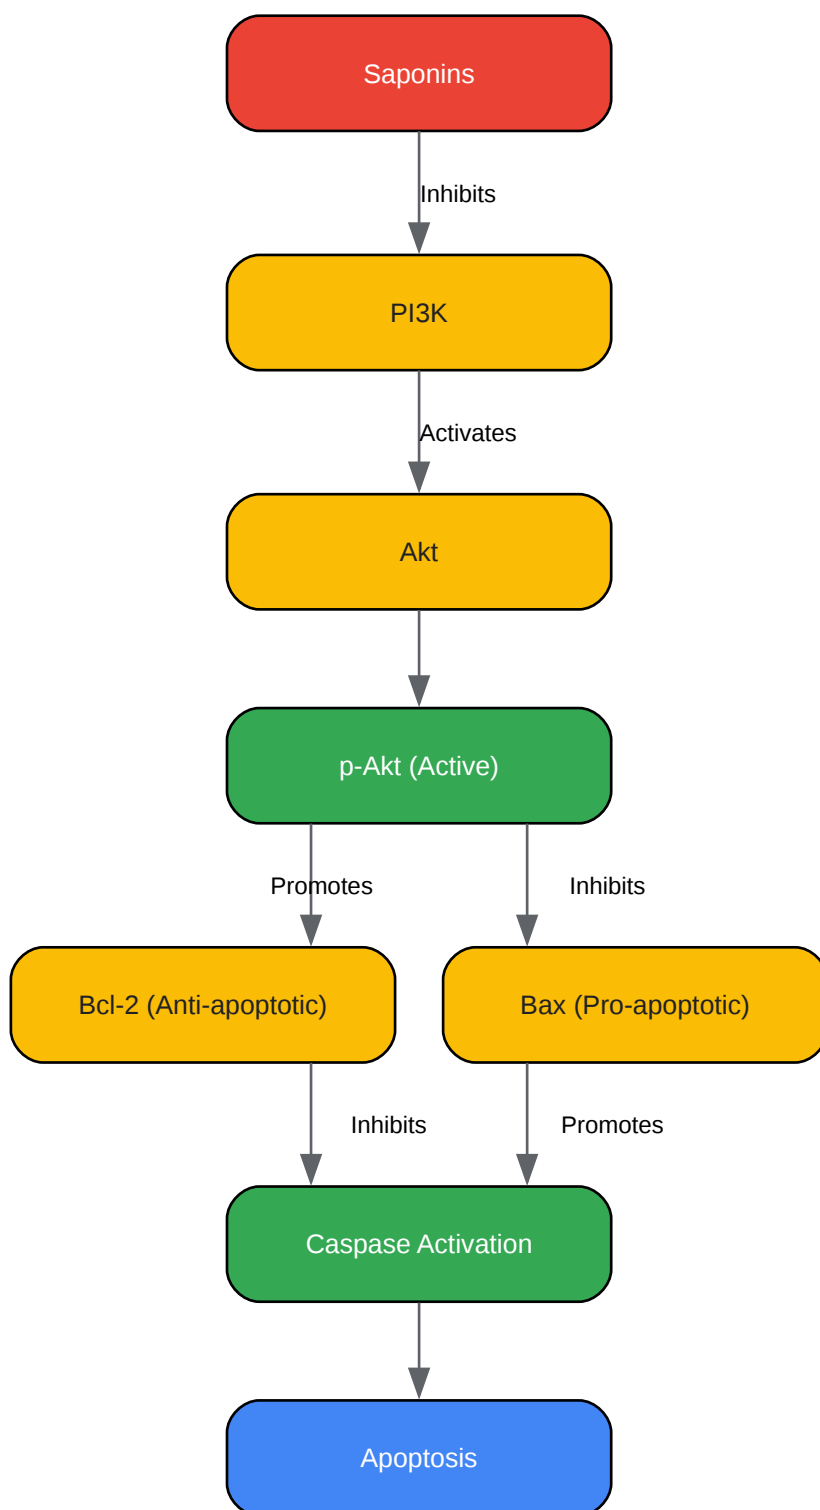 Saponins
Inhibits
PI3K
Activates
Akt
p-Akt (Active)
Promotes
Inhibits
Bcl-2 (Anti-apoptotic)
Bax (Pro-apoptotic)
Inhibits
Promotes
Caspase Activation
Apoptosis